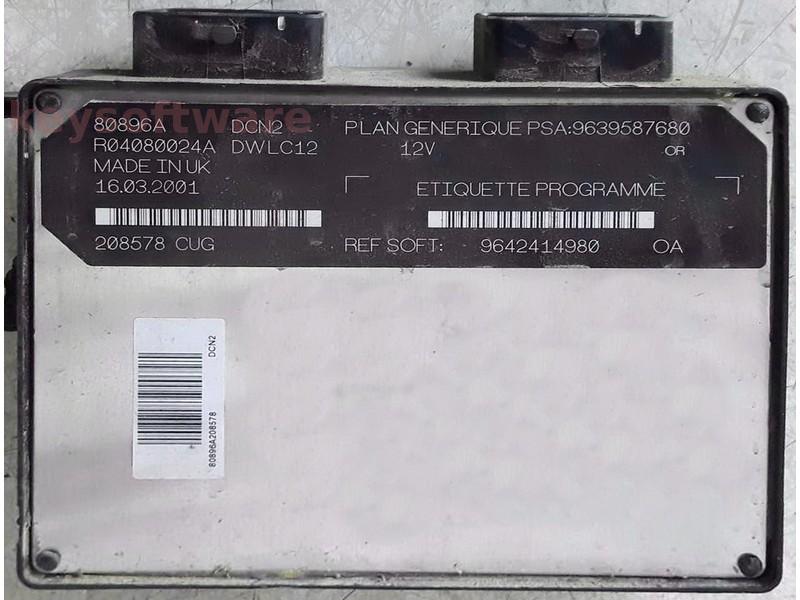 keysoftware
80896A DCN2 PLAN GENERIQUE PSA:9639587680
R04080024A DWLC12 12V OR
MADE IN UK
16.03.2001 ETIQUETTE PROGRAMME
208578 CUG REF SOFT: 9642414980 OA
DCN2
80896A208578